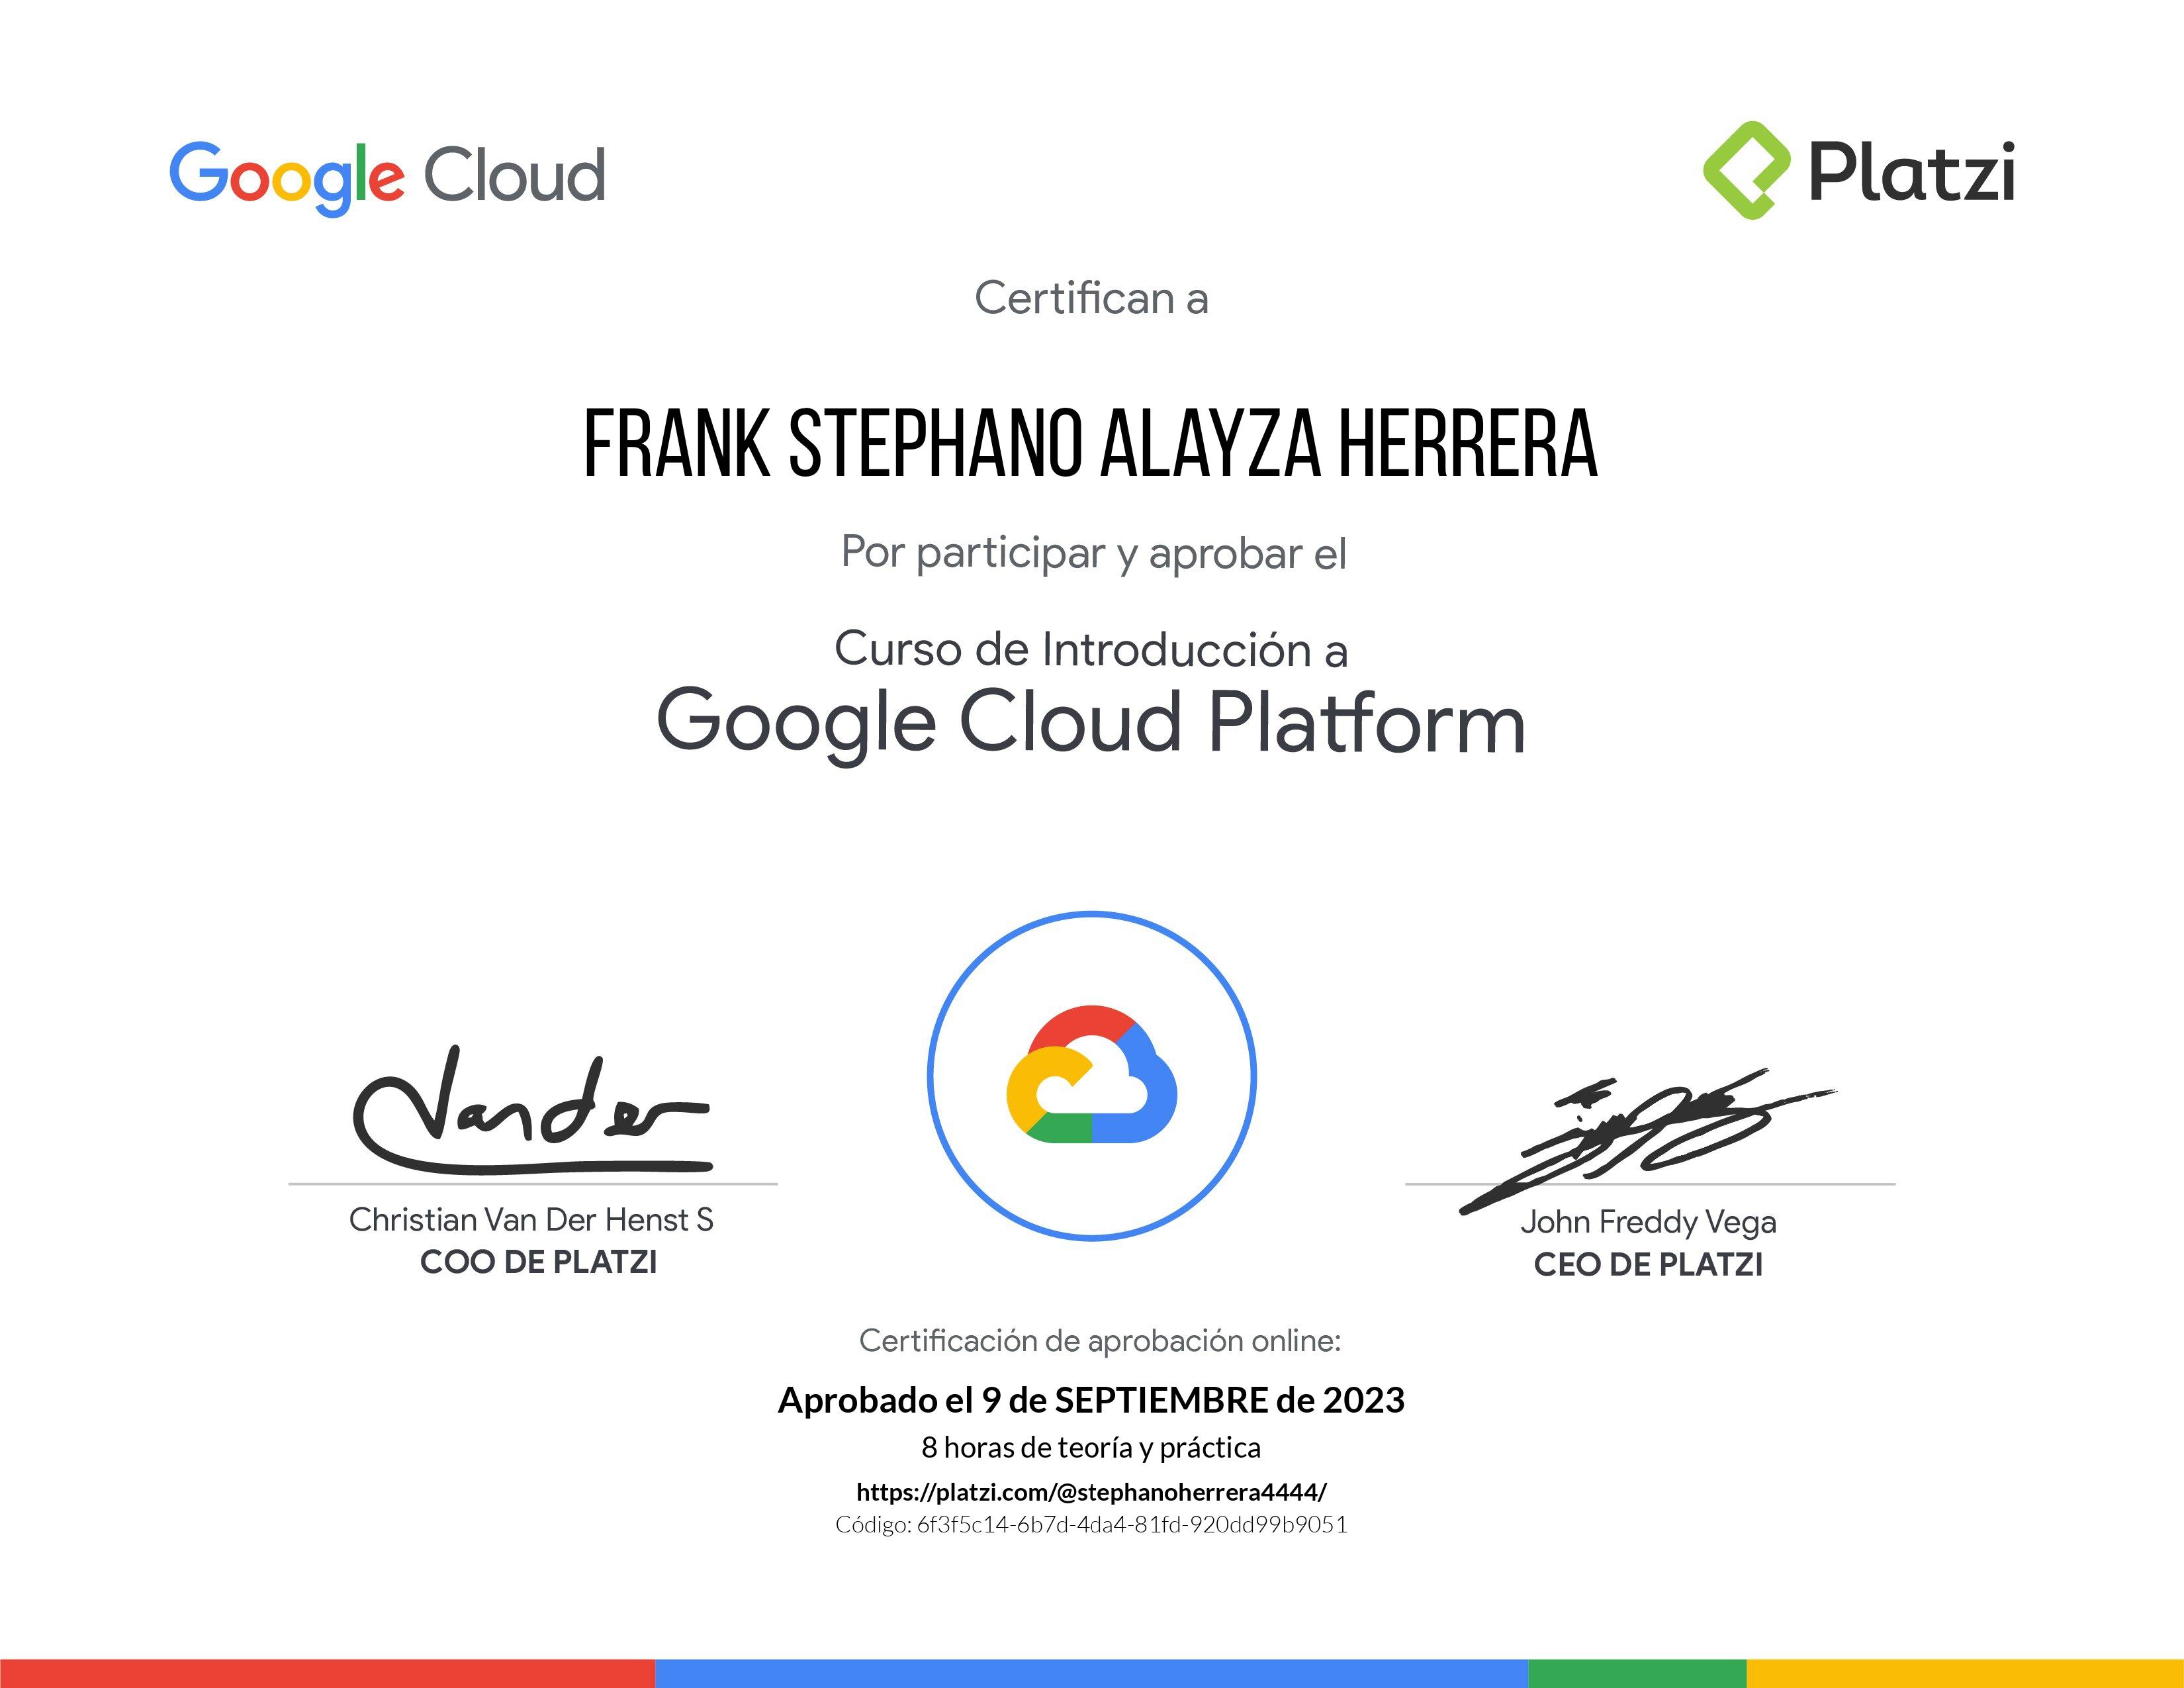 Google Cloud
Platzi
Certifican a
FRANK STEPHANO ALAYZA HERRERA
Por participar y aprobar el
Curso de Introducción a
Google Cloud Platform
Vander
Christian Van Der Henst S
COO DE PLATZI
John Freddy Vega
CEO DE PLATZI
Certificación de aprobación online:
Aprobado el 9 de SEPTIEMBRE de 2023
8 horas de teoría y práctica
https://platzi.com/@stephanoherrera4444/
Código: 6f3f5c14-6b7d-4da4-81fd-920dd99b9051